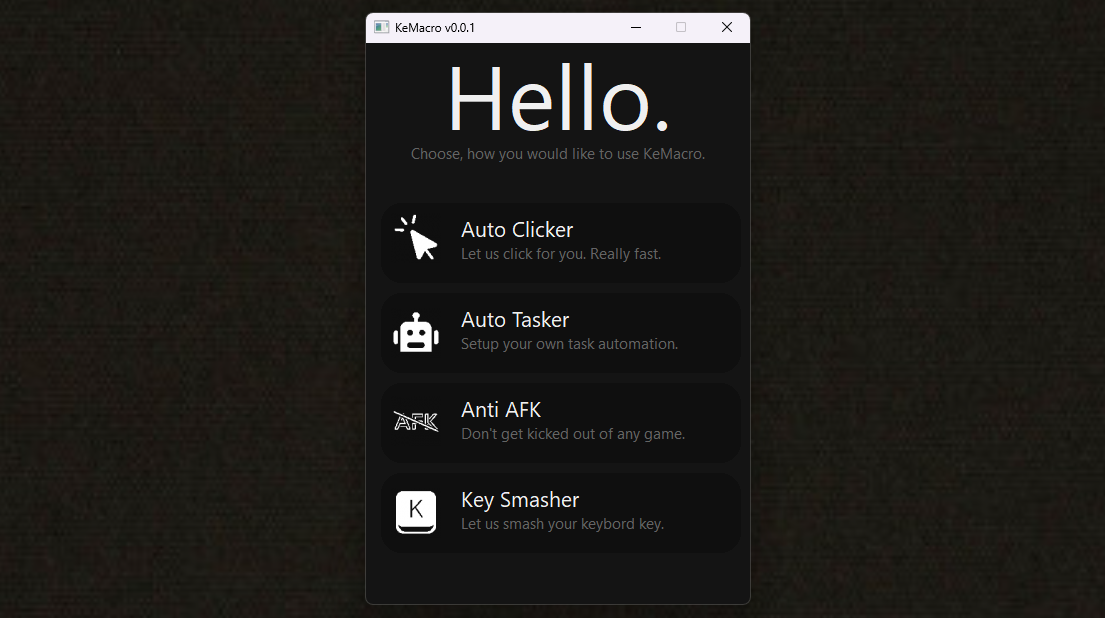 KeMacro v0.0.1
Hello.
Choose, how you would like to use KeMacro.
Auto Clicker
Let us click for you. Really fast.
Auto Tasker
Setup your own task automation.
AFK
Anti AFK
Don't get kicked out of any game.
K
Key Smasher
Let us smash your keybord key.